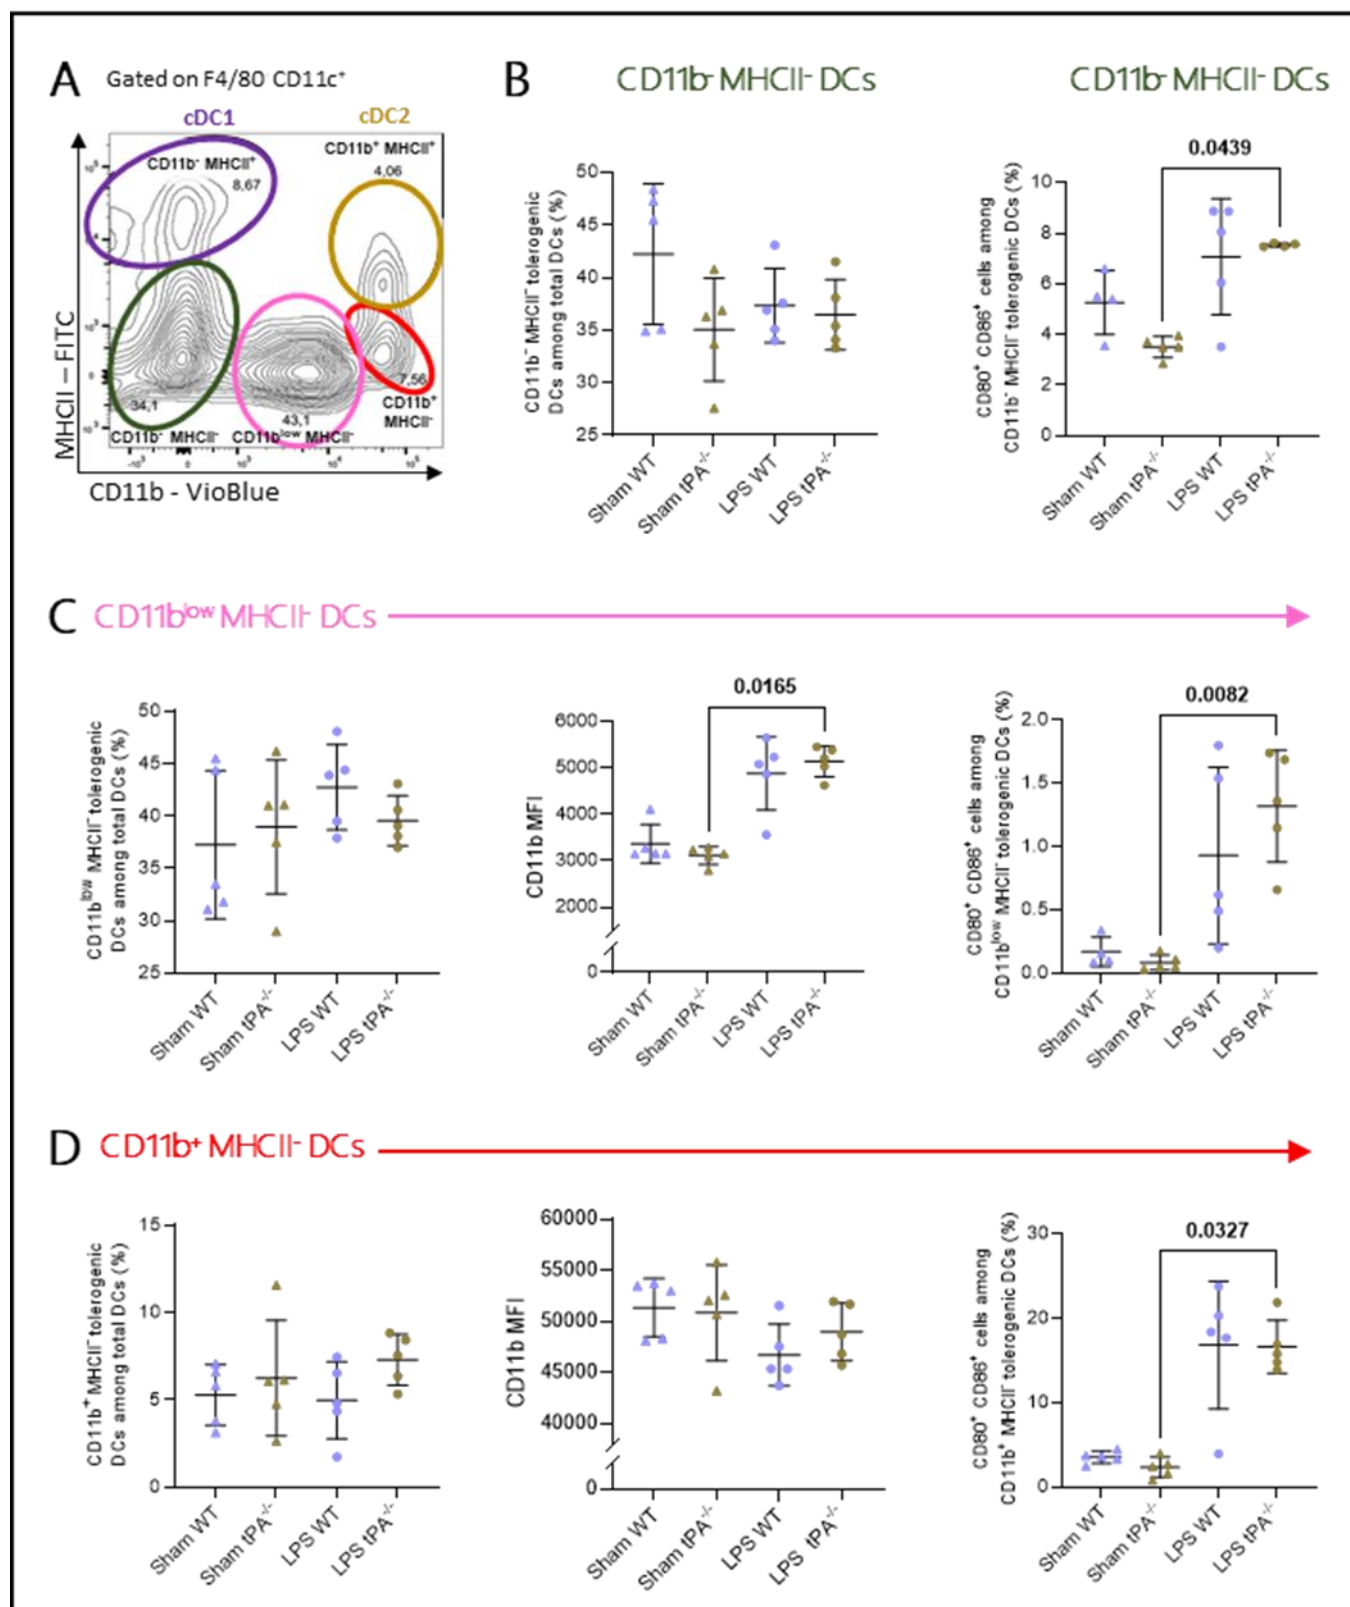 A
Gated on F4/80 CD11c⁺
cDC1
cDC2
CD11b⁻ MHCII⁺
8,67
CD11b⁺ MHCII⁺
4,06
34,1
CD11b⁻ MHCII⁻
43,1
CD11b^low MHCII⁻
7,56
CD11b⁺
MHCII⁻
MHCII – FITC
CD11b - VioBlue
B
CD11b⁻ MHCII⁻ DCs
CD11b⁻ MHCII⁻ tolerogenic
DCs among total DCs (%)
50
45
40
35
30
25
Sham WT
Sham tPA⁻/⁻
LPS WT
LPS tPA⁻/⁻
CD11b⁻ MHCII⁻ DCs
0.0439
CD80⁺ CD86⁺ cells among
CD11b⁻ MHCII⁻ tolerogenic DCs (%)
10
8
6
4
2
0
Sham WT
Sham tPA⁻/⁻
LPS WT
LPS tPA⁻/⁻
C
CD11b^low MHCII⁻ DCs
CD11b^low MHCII⁻ tolerogenic
DCs among total DCs (%)
50
45
40
35
30
25
Sham WT
Sham tPA⁻/⁻
LPS WT
LPS tPA⁻/⁻
0.0165
CD11b MFI
6000
5000
4000
3000
2000
0
Sham WT
Sham tPA⁻/⁻
LPS WT
LPS tPA⁻/⁻
0.0082
CD80⁺ CD86⁺ cells among
CD11b^low MHCII⁻ tolerogenic DCs (%)
2.0
1.5
1.0
0.5
0.0
Sham WT
Sham tPA⁻/⁻
LPS WT
LPS tPA⁻/⁻
D
CD11b⁺ MHCII⁻ DCs
CD11b⁺ MHCII⁻ tolerogenic
DCs among total DCs (%)
15
10
5
0
Sham WT
Sham tPA⁻/⁻
LPS WT
LPS tPA⁻/⁻
CD11b MFI
60000
55000
50000
45000
40000
0
Sham WT
Sham tPA⁻/⁻
LPS WT
LPS tPA⁻/⁻
0.0327
CD80⁺ CD86⁺ cells among
CD11b⁺ MHCII⁻ tolerogenic DCs (%)
30
20
10
0
Sham WT
Sham tPA⁻/⁻
LPS WT
LPS tPA⁻/⁻